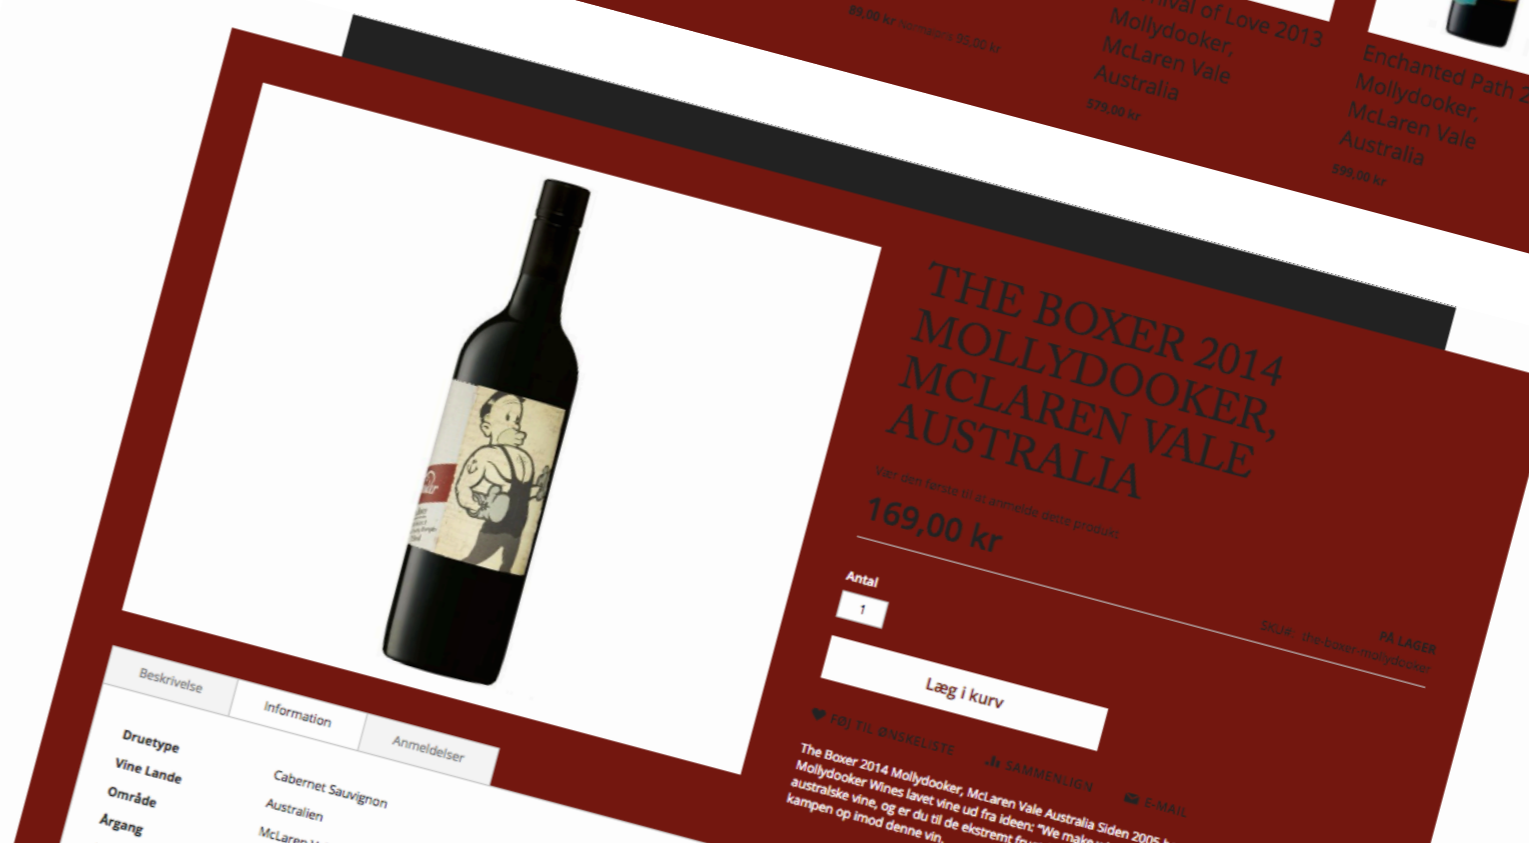 89,00 kr Normalpris 95,00 kr
of Love 2013
Mollydooker,
McLaren Vale
Australia
579,00 kr
Enchanted Path
Mollydooker,
McLaren Vale
Australia
599,00 kr
THE BOXER 2014
MOLLYDOOKER,
MCLAREN VALE
AUSTRALIA
Vær den første til at anmelde dette produkt
169,00 kr
PÅ LAGER
SKU#: the-boxer-mollydooker
Antal
1
Læg i kurv
FØJ TIL ØNSKELISTE
SAMMENLIGN
E-MAIL
The Boxer 2014 Mollydooker, McLaren Vale Australia Siden 2005
Mollydooker Wines lavet vine ud fra ideen: "We make
australske vine, og er du til de ekstremt
kampen op imod denne vin.
Beskrivelse
Information
Anmeldelser
Druetype
Cabernet Sauvignon
Vine Lande
Australien
Område
McLaren
Årgang